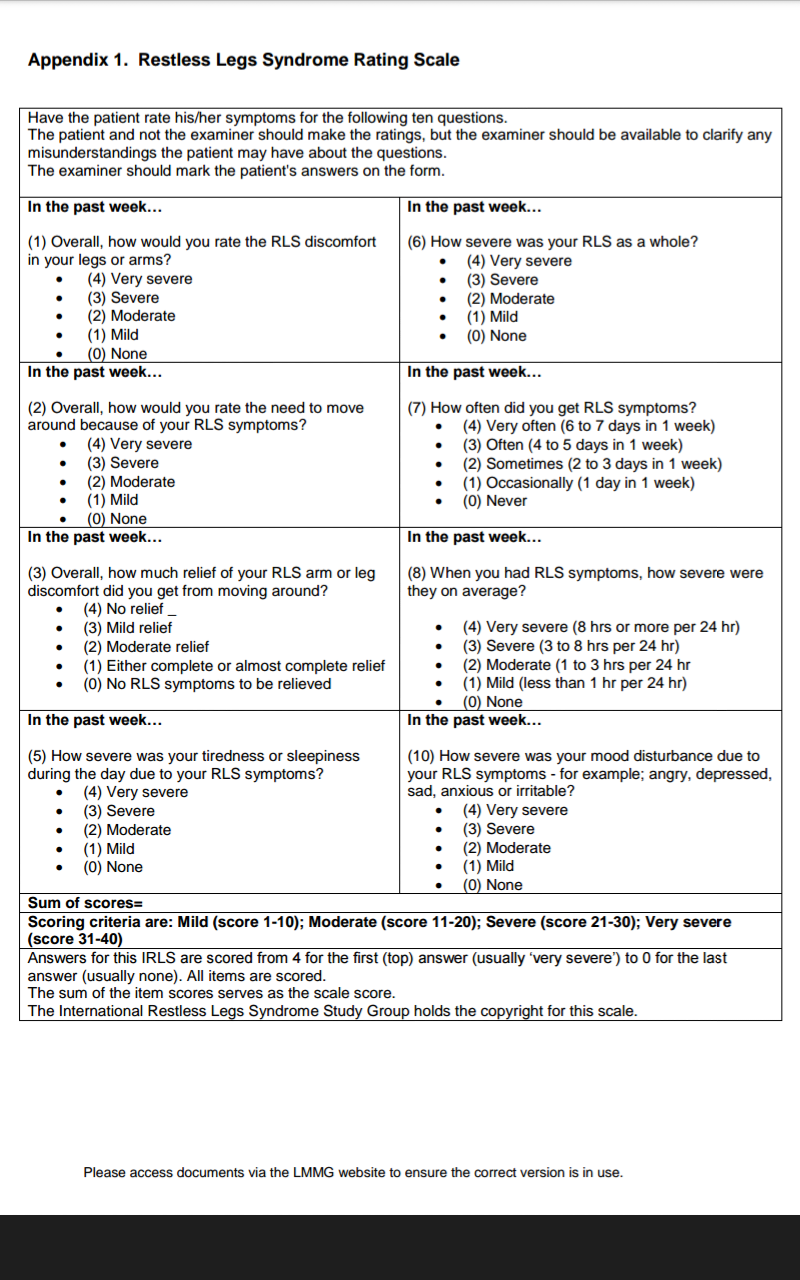 Appendix 1. Restless Legs Syndrome Rating Scale
Have the patient rate his/her symptoms for the following ten questions.
The patient and not the examiner should make the ratings, but the examiner should be available to clarify any
misunderstandings the patient may have about the questions.
The examiner should mark the patient's answers on the form.
In the past week…
(1) Overall, how would you rate the RLS discomfort
in your legs or arms?
• (4) Very severe
• (3) Severe
• (2) Moderate
• (1) Mild
• (0) None
In the past week…
(6) How severe was your RLS as a whole?
• (4) Very severe
• (3) Severe
• (2) Moderate
• (1) Mild
• (0) None
In the past week…
(2) Overall, how would you rate the need to move
around because of your RLS symptoms?
• (4) Very severe
• (3) Severe
• (2) Moderate
• (1) Mild
• (0) None
In the past week…
(7) How often did you get RLS symptoms?
• (4) Very often (6 to 7 days in 1 week)
• (3) Often (4 to 5 days in 1 week)
• (2) Sometimes (2 to 3 days in 1 week)
• (1) Occasionally (1 day in 1 week)
• (0) Never
In the past week…
(3) Overall, how much relief of your RLS arm or leg
discomfort did you get from moving around?
• (4) No relief _
• (3) Mild relief
• (2) Moderate relief
• (1) Either complete or almost complete relief
• (0) No RLS symptoms to be relieved
In the past week…
(8) When you had RLS symptoms, how severe were
they on average?
• (4) Very severe (8 hrs or more per 24 hr)
• (3) Severe (3 to 8 hrs per 24 hr)
• (2) Moderate (1 to 3 hrs per 24 hr
• (1) Mild (less than 1 hr per 24 hr)
• (0) None
In the past week…
(5) How severe was your tiredness or sleepiness
during the day due to your RLS symptoms?
• (4) Very severe
• (3) Severe
• (2) Moderate
• (1) Mild
• (0) None
In the past week…
(10) How severe was your mood disturbance due to
your RLS symptoms - for example; angry, depressed,
sad, anxious or irritable?
• (4) Very severe
• (3) Severe
• (2) Moderate
• (1) Mild
• (0) None
Sum of scores=
Scoring criteria are: Mild (score 1-10); Moderate (score 11-20); Severe (score 21-30); Very severe
(score 31-40)
Answers for this IRLS are scored from 4 for the first (top) answer (usually ‘very severe’) to 0 for the last
answer (usually none). All items are scored.
The sum of the item scores serves as the scale score.
The International Restless Legs Syndrome Study Group holds the copyright for this scale.
Please access documents via the LMMG website to ensure the correct version is in use.